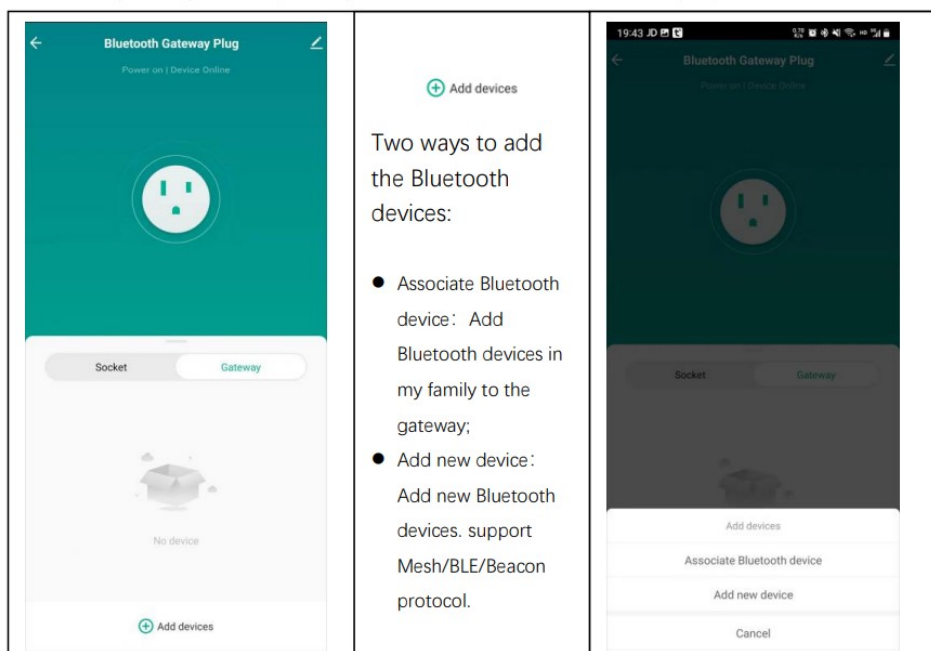 Bluetooth Gateway Plug
Power on | Device Online
Socket
Gateway
No device
Add devices
Add devices
Two ways to add
the Bluetooth
devices:
● Associate Bluetooth
device: Add
Bluetooth devices in
my family to the
gateway;
● Add new device:
Add new Bluetooth
devices. support
Mesh/BLE/Beacon
protocol.
19:43 JD
Bluetooth Gateway Plug
Power on | Device Online
Socket
Gateway
Add devices
Associate Bluetooth device
Add new device
Cancel